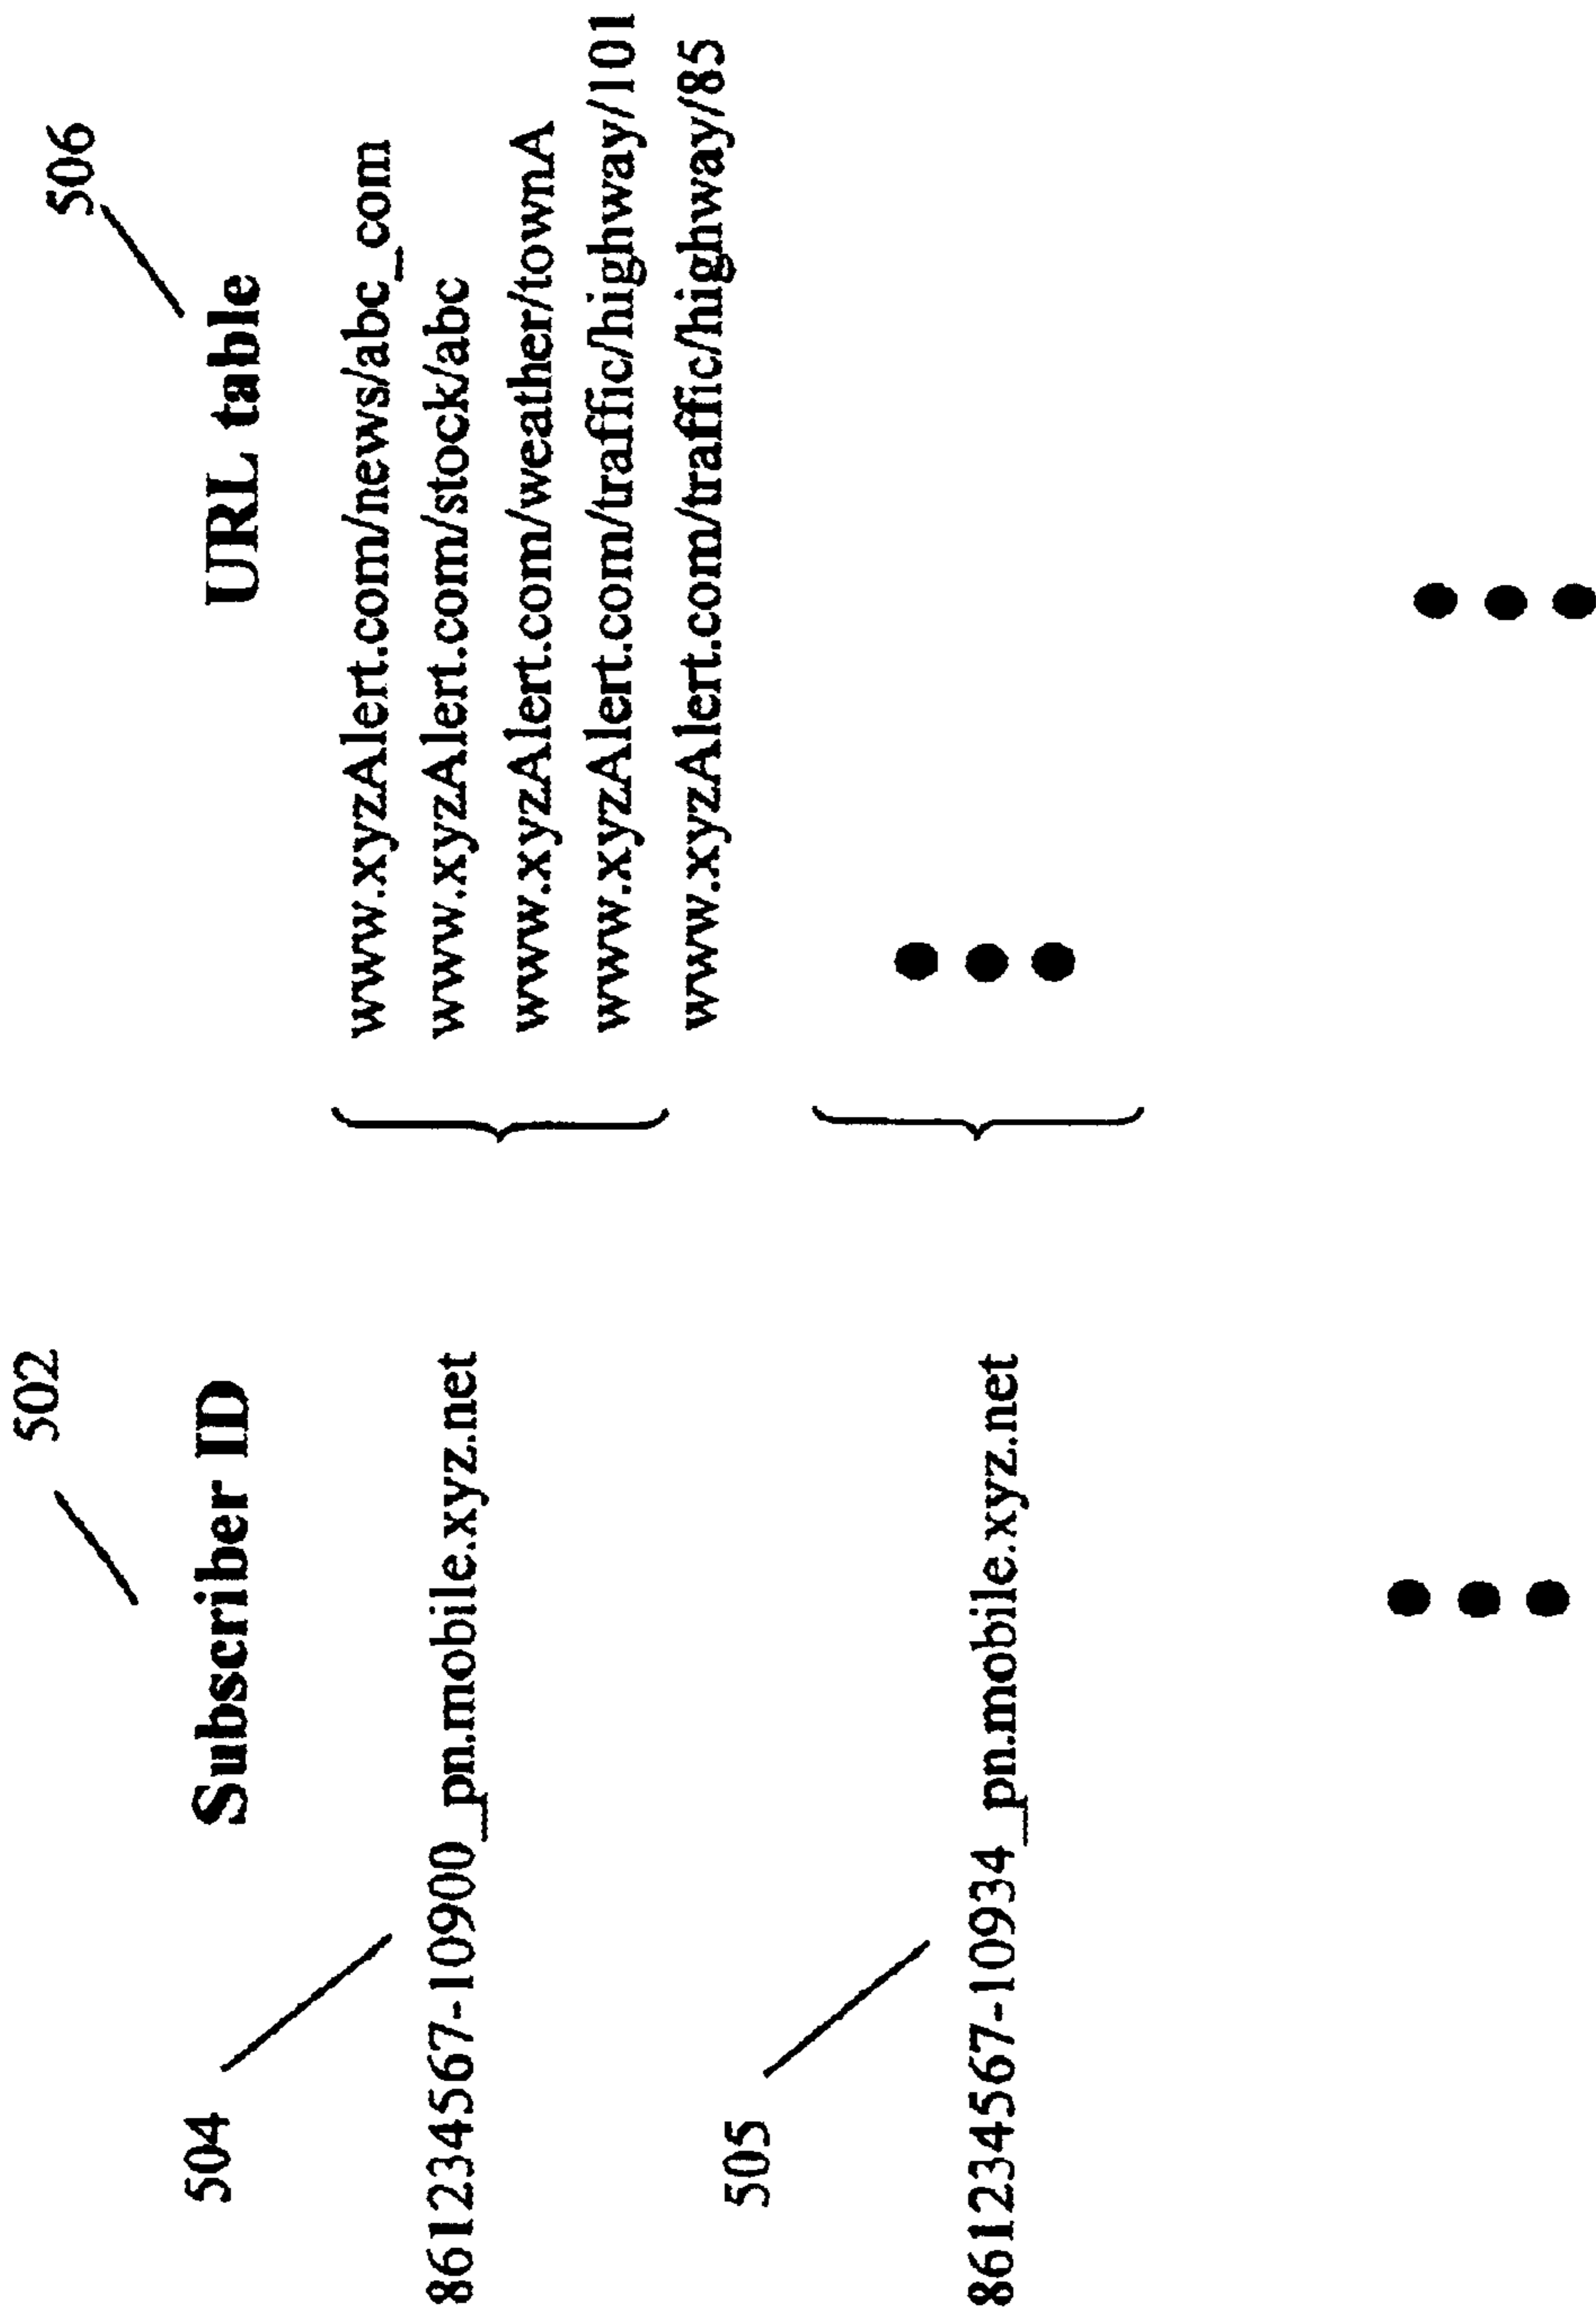 502
506
Subscriber ID
URL table
504
861234567-10900_pn.mobile.xyz.net
www.xyzAlert.com/news/abc_com
www.xyzAlert.com/stock/abc
www.xyzAlert.com/weather/townA
www.xyzAlert.com/traffic/highway/101
www.xyzAlert.com/traffic/highway/85
505
861234567-10934_pn.mobile.xyz.net